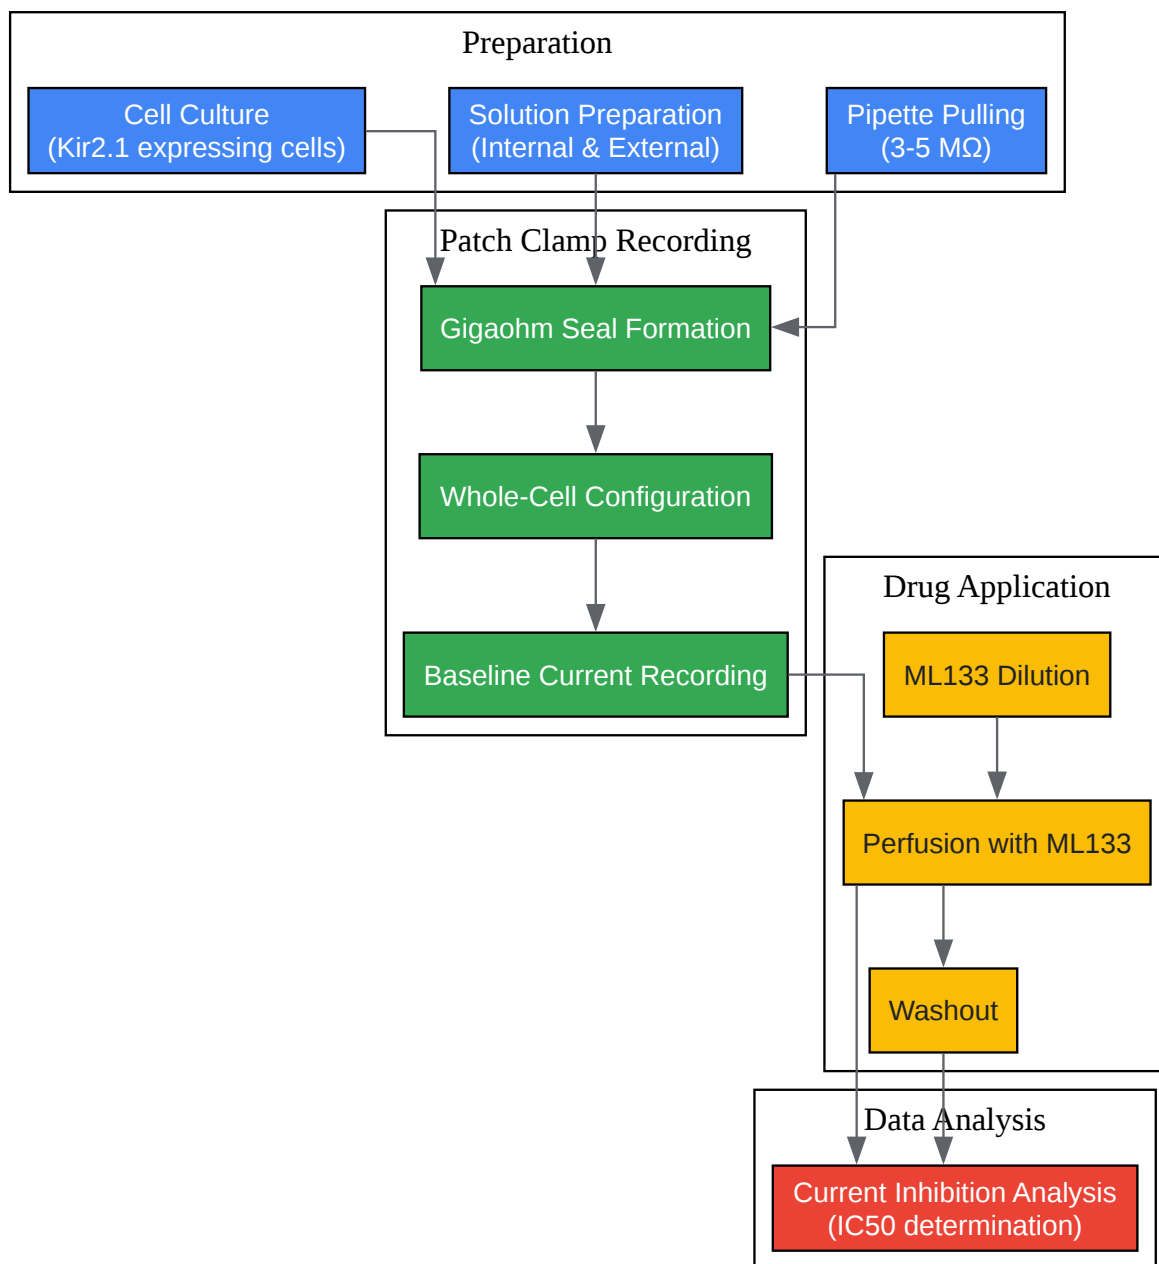 Preparation
Cell Culture
(Kir2.1 expressing cells)
Solution Preparation
(Internal & External)
Pipette Pulling
(3-5 MΩ)
Patch Clamp Recording
Gigaohm Seal Formation
Whole-Cell Configuration
Baseline Current Recording
Drug Application
ML133 Dilution
Perfusion with ML133
Washout
Data Analysis
Current Inhibition Analysis
(IC50 determination)